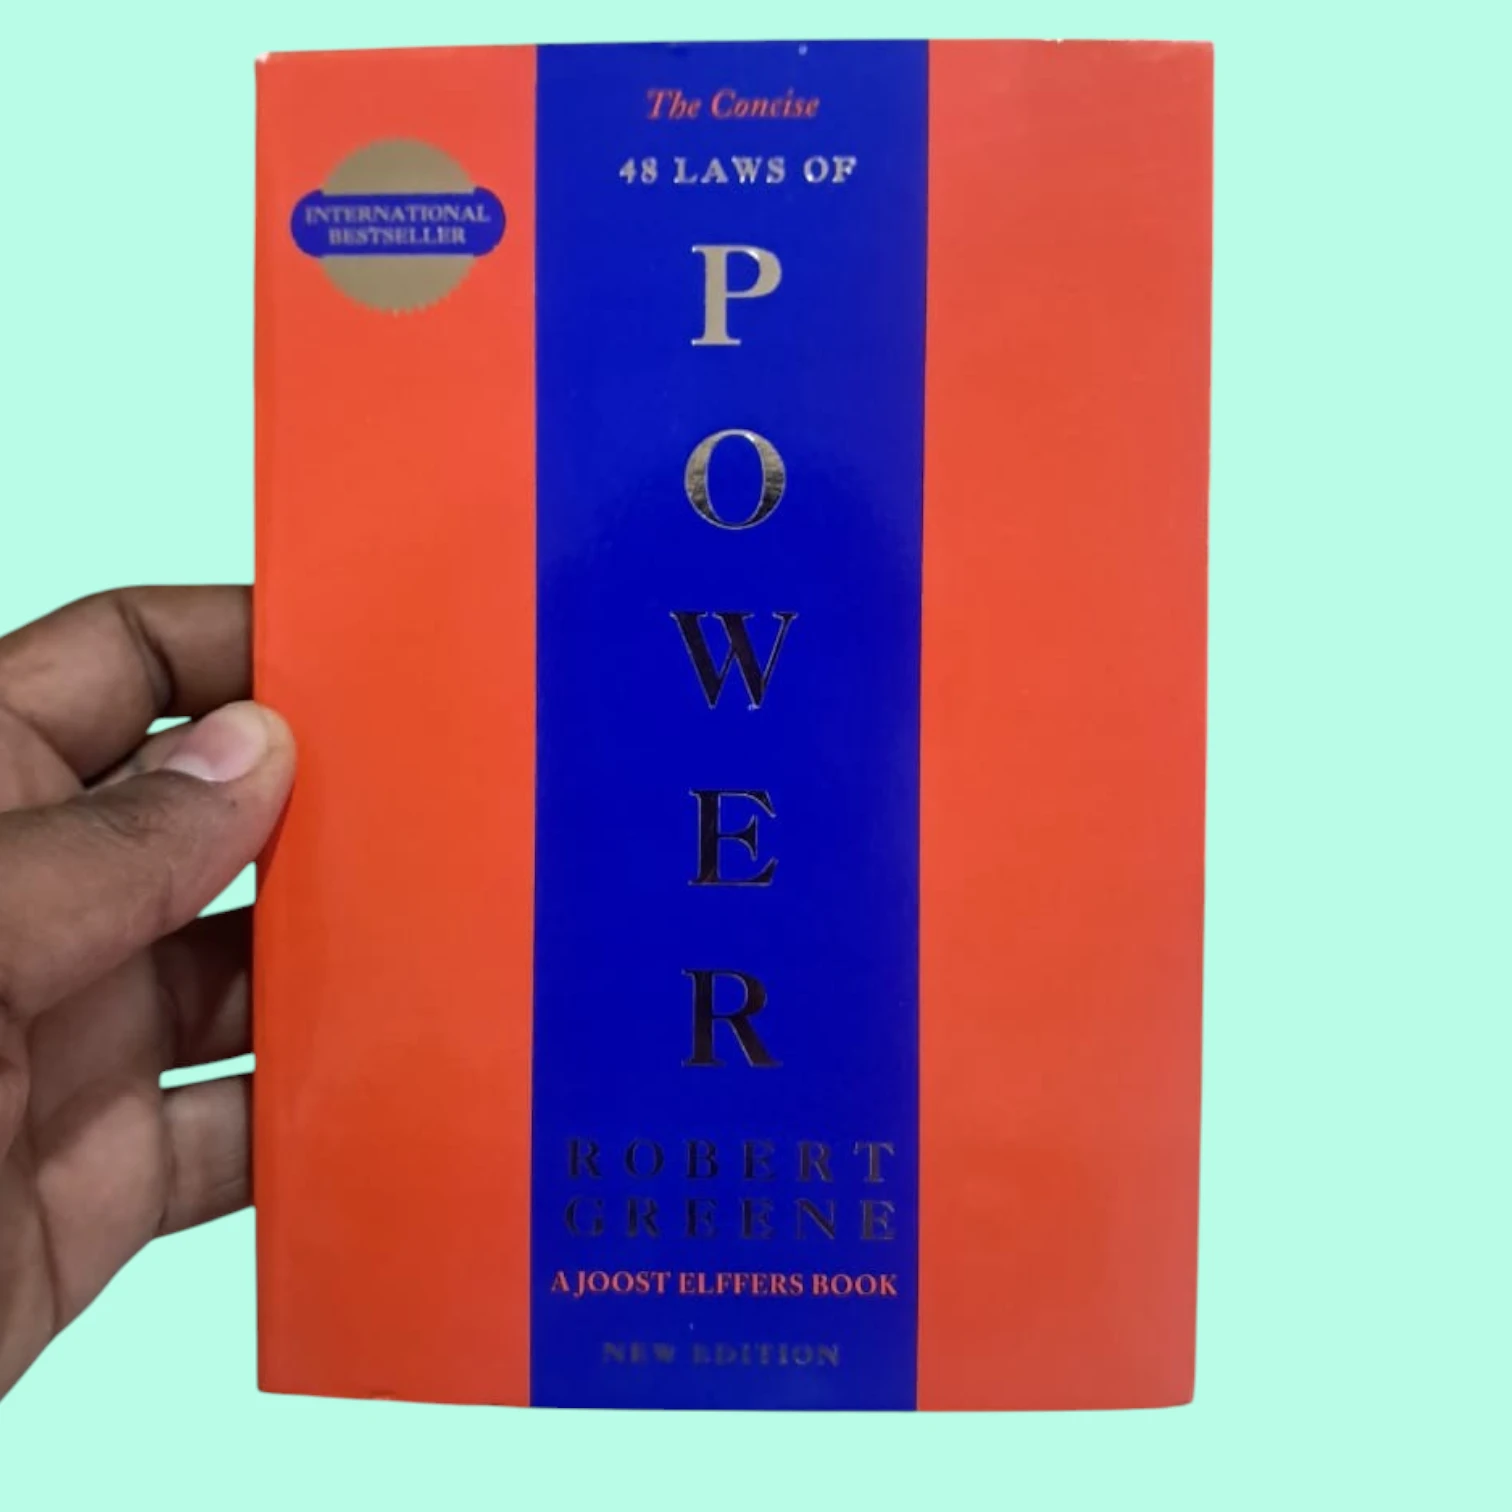 The Concise
48 LAWS OF
INTERNATIONAL
BESTSELLER
P
O
W
E
R
ROBERT
GREENE
A JOOST ELFFERS BOOK
NEW EDITION